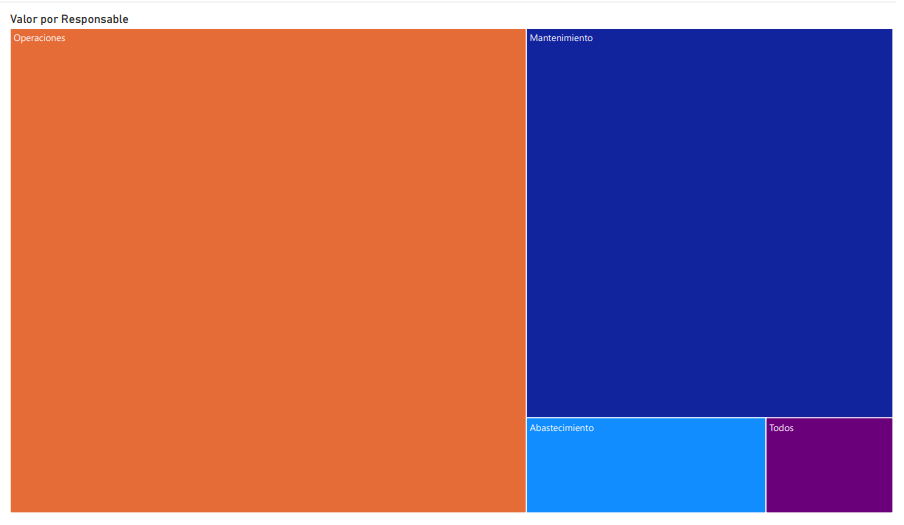 Valor por Responsable
Operaciones
Mantenimiento
Abastecimiento
Todos